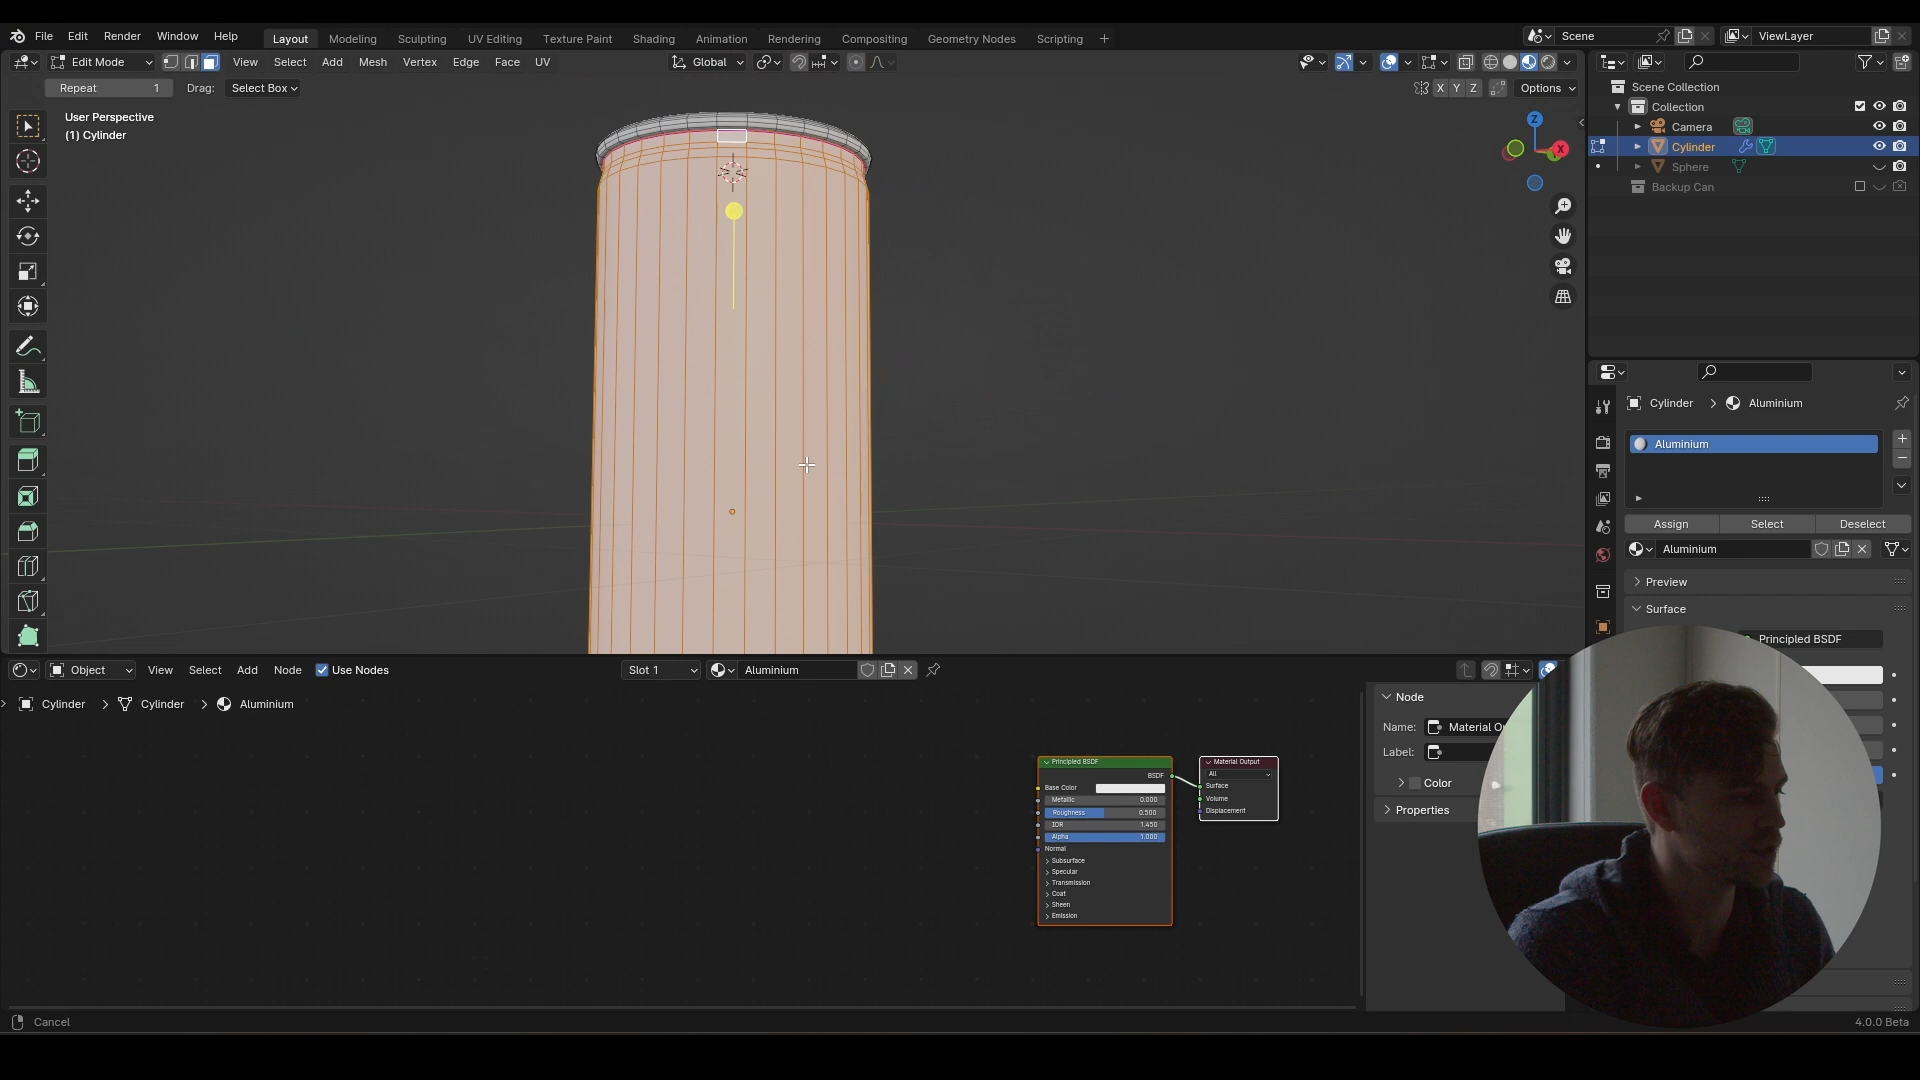 File Edit Render Window Help Layout Modeling Sculpting UV Editing Texture Paint Shading Animation Rendering Compositing Geometry Nodes Scripting + Scene ViewLayer
Edit Mode View Select Add Mesh Vertex Edge Face UV Global
Repeat 1 Drag: Select Box X Y Z Options
User Perspective
(1) Cylinder
Z
X
Scene Collection
Collection
Camera
Cylinder
Sphere
Backup Can
Cylinder > Aluminium
Aluminium
Assign Select Deselect
Aluminium
Preview
Surface
Principled BSDF
Object View Select Add Node Use Nodes Slot 1 Aluminium
Cylinder > Cylinder > Aluminium
Node
Name: Material O
Label:
Color
Properties
Principled BSDF
BSDF
Base Color
Metallic 0.000
Roughness 0.500
IOR 1.450
Alpha 1.000
Normal
Subsurface
Specular
Transmission
Coat
Sheen
Emission
Material Output
All
Surface
Volume
Displacement
Cancel
4.0.0 Beta